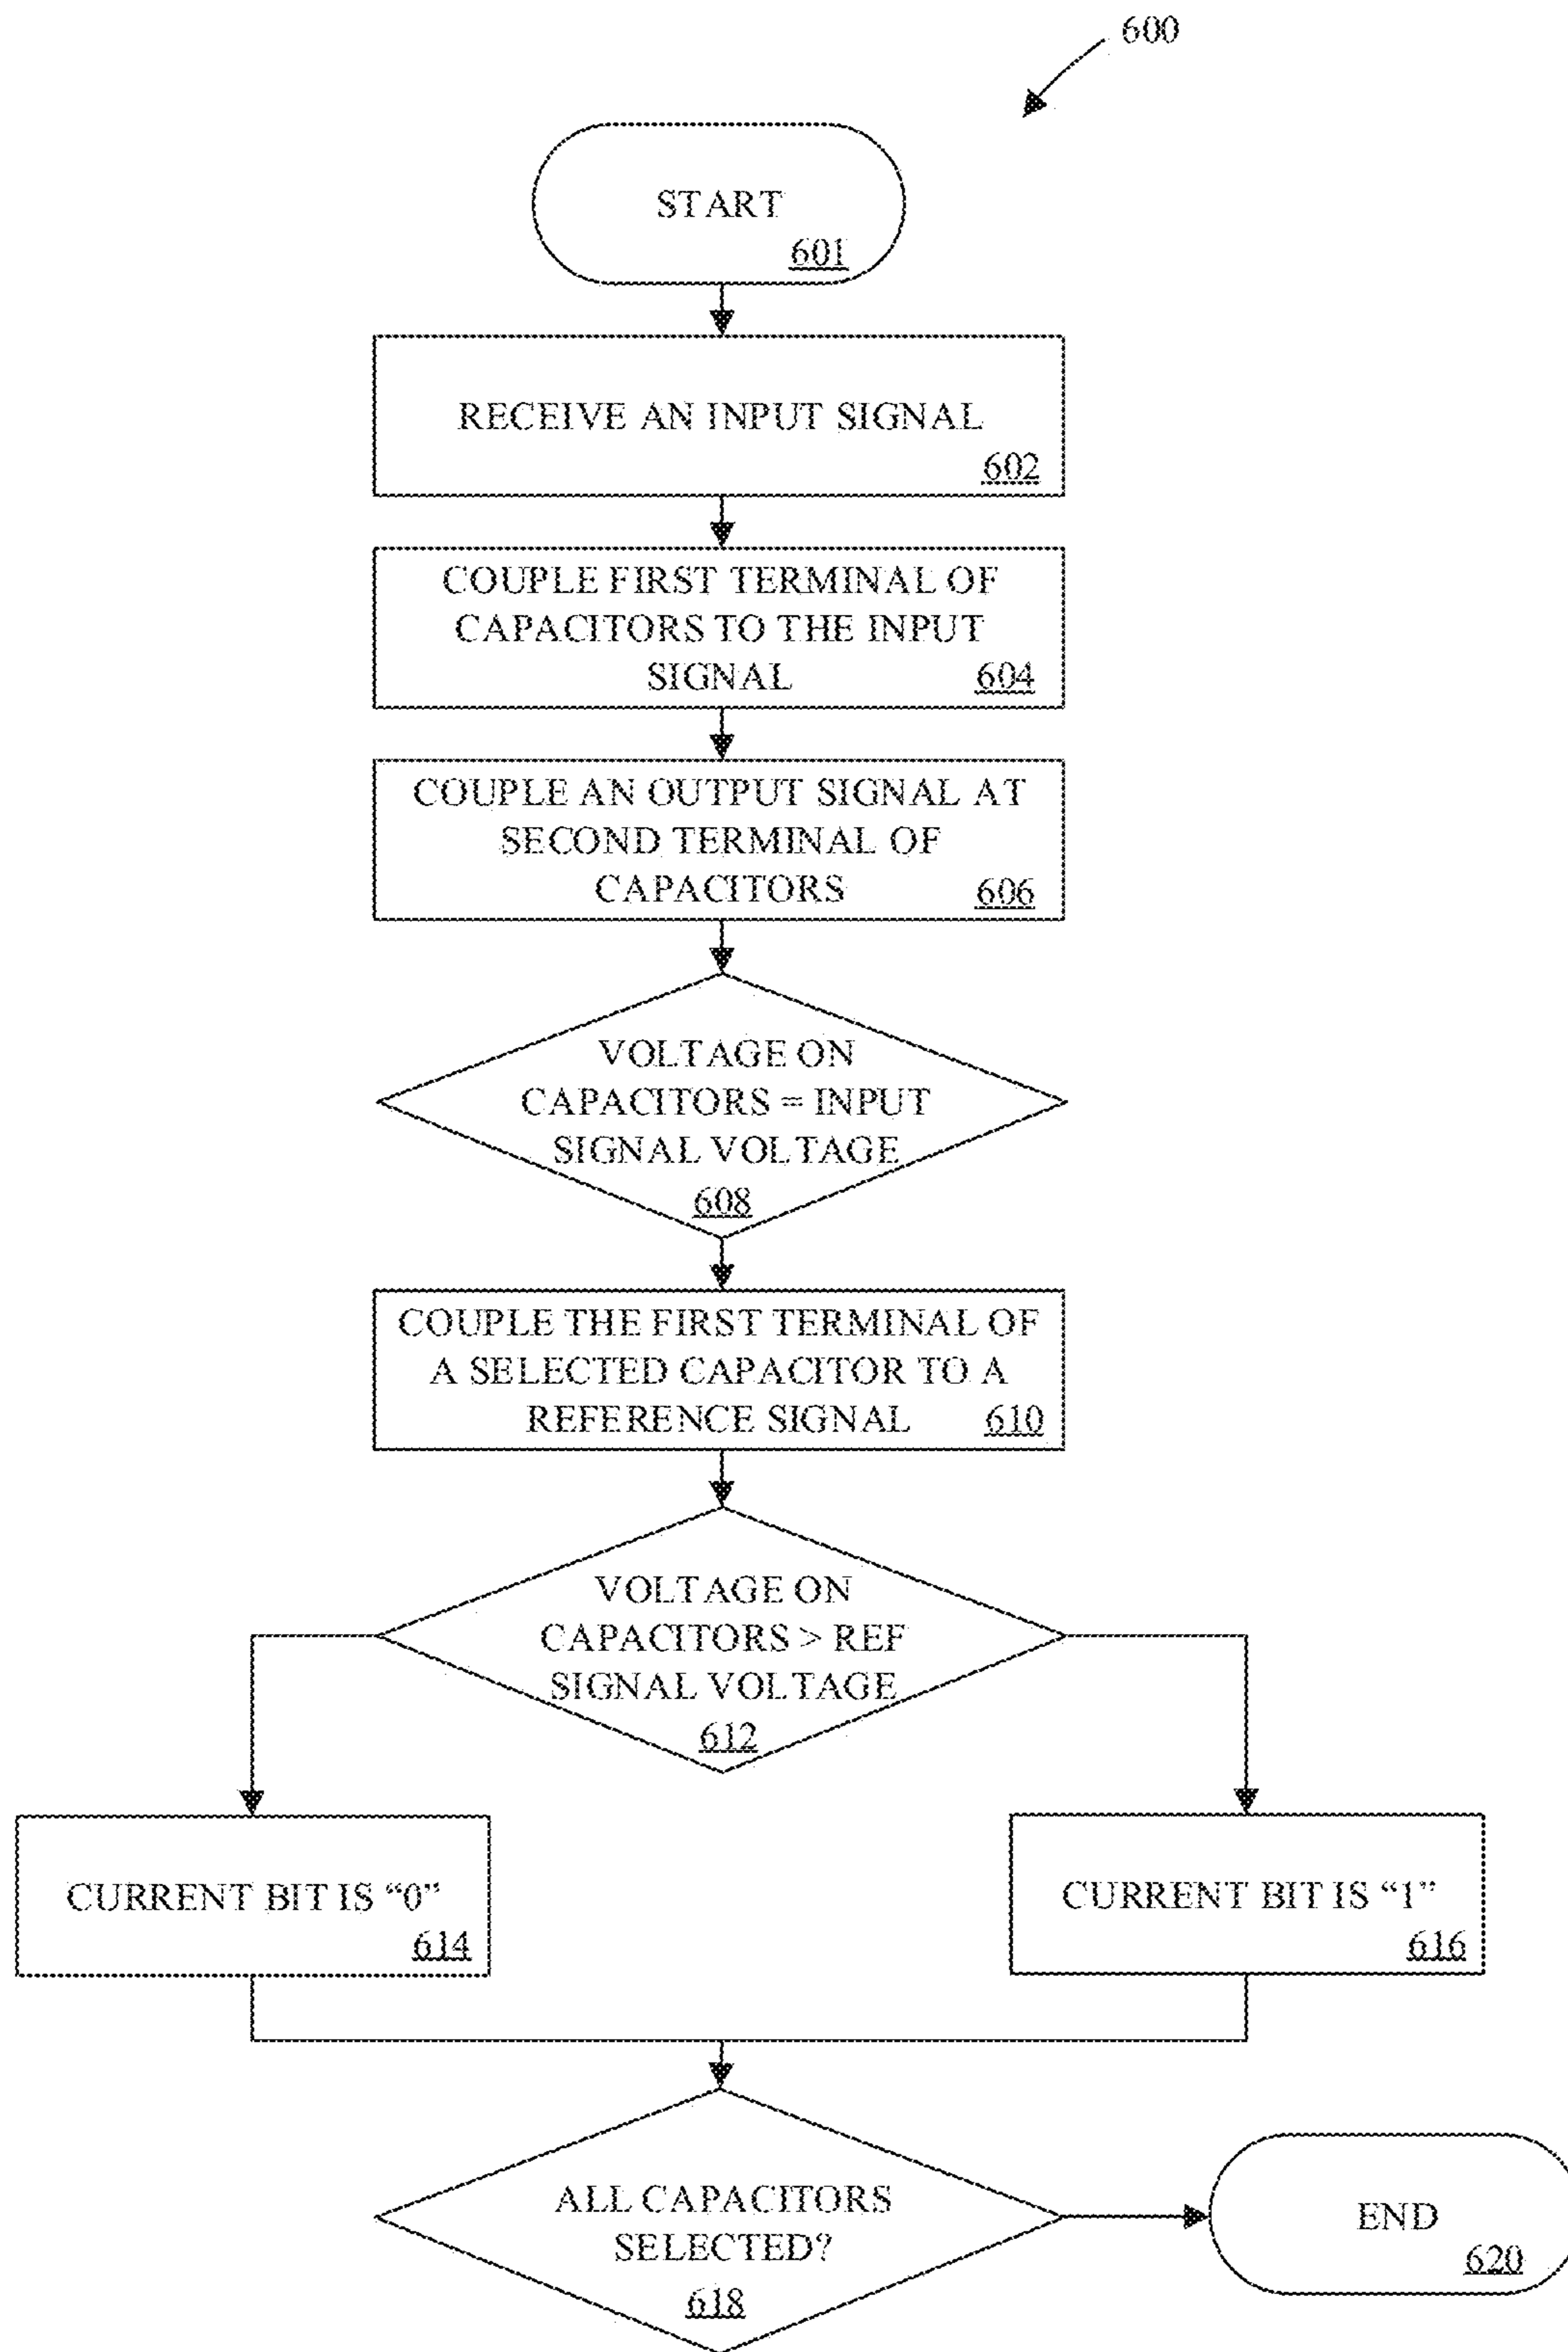 600
START
601
RECEIVE AN INPUT SIGNAL
602
COUPLE FIRST TERMINAL OF
CAPACITORS TO THE INPUT
SIGNAL 604
COUPLE AN OUTPUT SIGNAL AT
SECOND TERMINAL OF
CAPACITORS 606
VOLTAGE ON
CAPACITORS = INPUT
SIGNAL VOLTAGE
608
COUPLE THE FIRST TERMINAL OF
A SELECTED CAPACITOR TO A
REFERENCE SIGNAL 610
VOLTAGE ON
CAPACITORS > REF
SIGNAL VOLTAGE
612
CURRENT BIT IS “0”
614
CURRENT BIT IS “1”
616
ALL CAPACITORS
SELECTED?
618
END
620